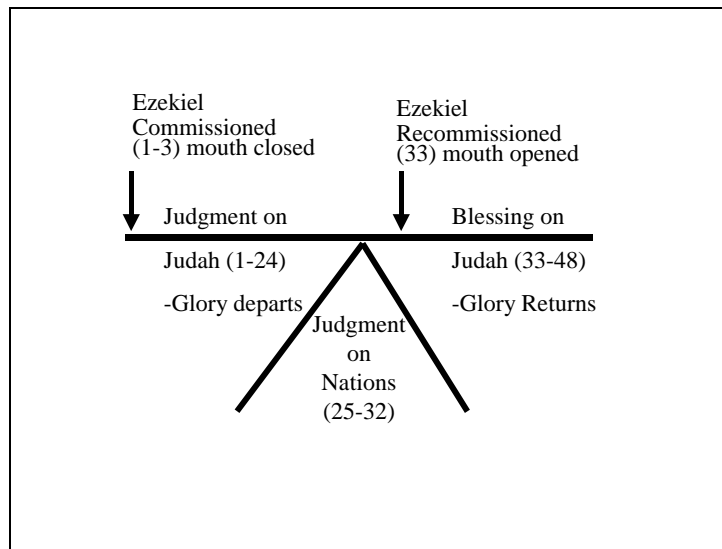 Ezekiel
Commissioned
(1-3) mouth closed
Ezekiel
Recommissioned
(33) mouth opened
Judgment on
Judah (1-24)
-Glory departs
Blessing on
Judah (33-48)
-Glory Returns
Judgment
on
Nations
(25-32)